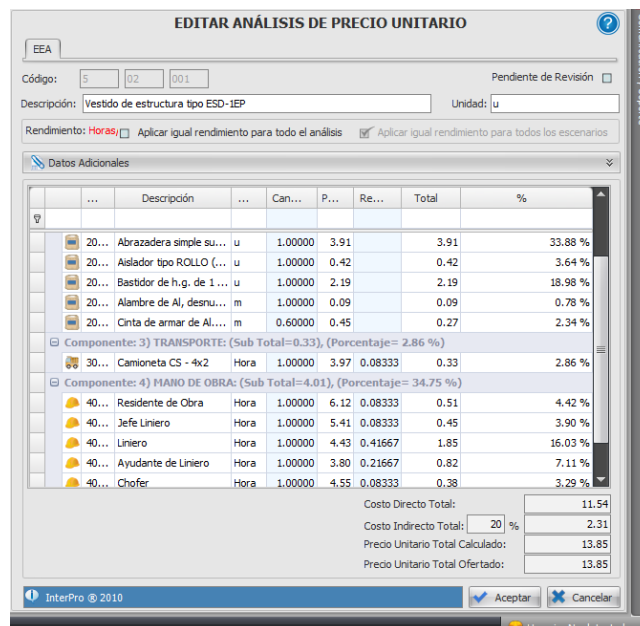 EDITAR ANÁLISIS DE PRECIO UNITARIO
?
EEA
Código: 5 02 001 Pendiente de Revisión
Descripción: Vestido de estructura tipo ESD-1EP Unidad: u
Rendimiento: Horas/ Aplicar igual rendimiento para todo el análisis Aplicar igual rendimiento para todos los escenarios
Datos Adicionales
... Descripción ... Can... P... Re... Total %
20... Abrazadera simple su... u 1.00000 3.91 3.91 33.88 %
20... Aislador tipo ROLLO (... u 1.00000 0.42 0.42 3.64 %
20... Bastidor de h.g. de 1 ... u 1.00000 2.19 2.19 18.98 %
20... Alambre de Al, desnu... m 1.00000 0.09 0.09 0.78 %
20... Cinta de armar de Al.... m 0.60000 0.45 0.27 2.34 %
Componente: 3) TRANSPORTE: (Sub Total=0.33), (Porcentaje= 2.86 %)
30... Camioneta CS - 4x2 Hora 1.00000 3.97 0.08333 0.33 2.86 %
Componente: 4) MANO DE OBRA: (Sub Total=4.01), (Porcentaje= 34.75 %)
40... Residente de Obra Hora 1.00000 6.12 0.08333 0.51 4.42 %
40... Jefe Liniero Hora 1.00000 5.41 0.08333 0.45 3.90 %
40... Liniero Hora 1.00000 4.43 0.41667 1.85 16.03 %
40... Ayudante de Liniero Hora 1.00000 3.80 0.21667 0.82 7.11 %
40... Chofer Hora 1.00000 4.55 0.08333 0.38 3.29 %
Costo Directo Total: 11.54
Costo Indirecto Total: 20 % 2.31
Precio Unitario Total Calculado: 13.85
Precio Unitario Total Ofertado: 13.85
InterPro ® 2010 Aceptar Cancelar